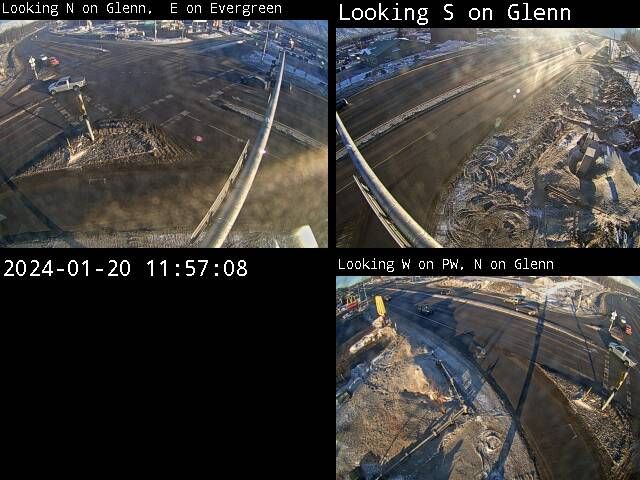 Looking N on Glenn,  E on Evergreen
Looking S on Glenn
2024-01-20 11:57:08
Looking W on PW, N on Glenn